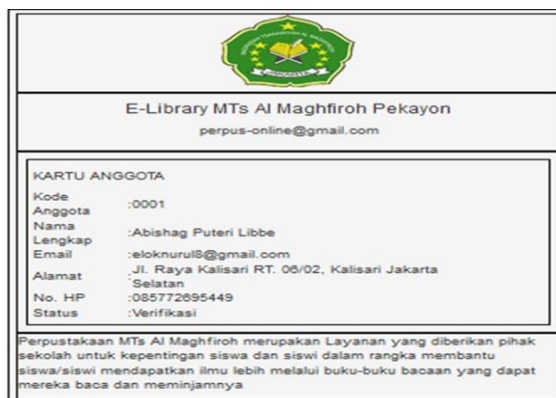 JAKARTA
E-Library MTs Al Maghfiroh Pekayon
perpus-online@gmail.com
KARTU ANGGOTA
Kode Anggota :0001
Nama Lengkap :Abishag Puteri Libbe
Email :eloknurul8@gmail.com
Alamat :Jl. Raya Kalisari RT. 06/02, Kalisari Jakarta
Selatan
No. HP :085772695449
Status :Verifikasi
Perpustakaan MTs Al Maghfiroh merupakan Layanan yang diberikan pihak
sekolah untuk kepentingan siswa dan siswi dalam rangka membantu
siswa/siswi mendapatkan ilmu lebih melalui buku-buku bacaan yang dapat
mereka baca dan meminjamnya